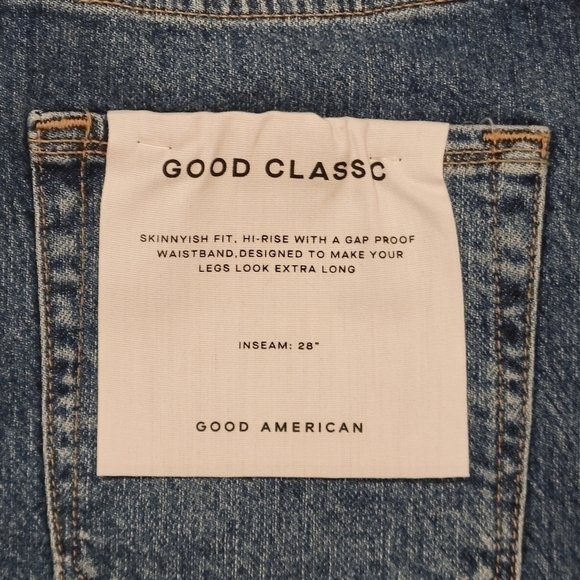 GOOD CLASSC
SKINNYISH FIT, HI-RISE WITH A GAP PROOF
WAISTBAND,DESIGNED TO MAKE YOUR
LEGS LOOK EXTRA LONG
INSEAM: 28"
GOOD AMERICAN